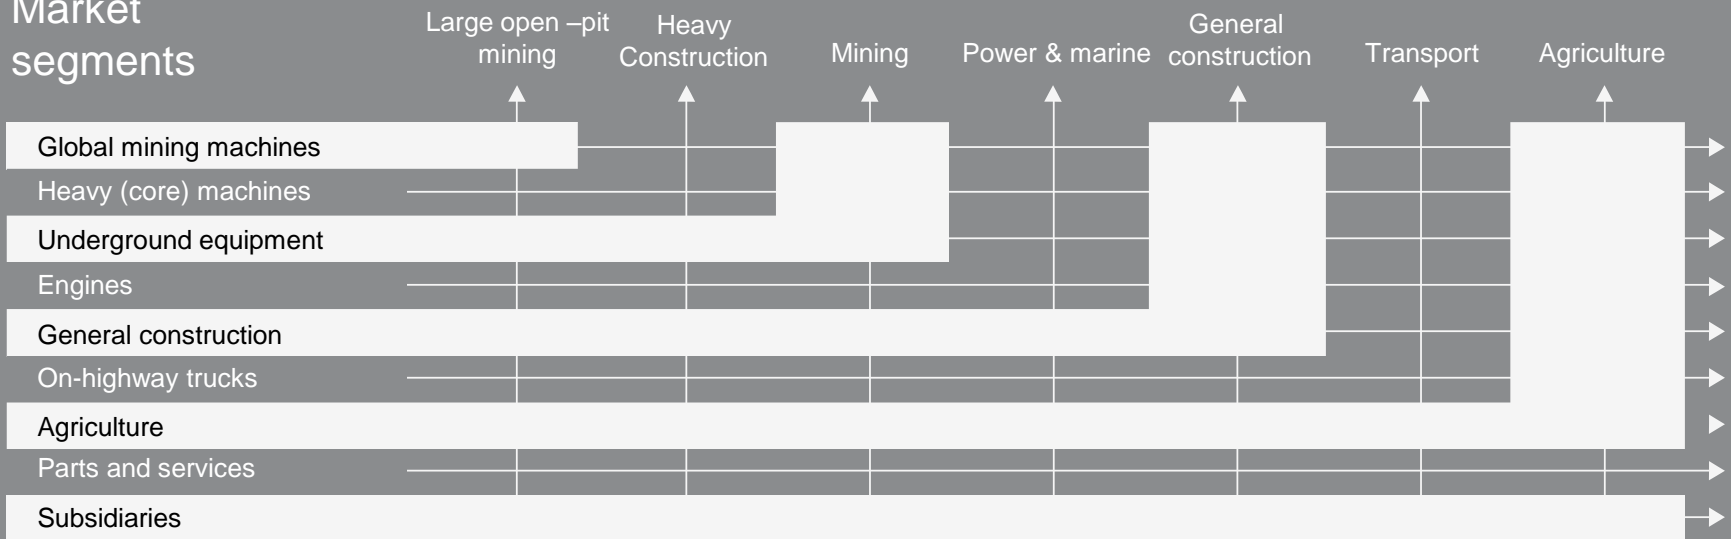 Market
segments
Large open –pit
mining
Heavy
Construction
Mining
Power & marine
General
construction
Transport
Agriculture
Global mining machines
Heavy (core) machines
Underground equipment
Engines
General construction
On-highway trucks
Agriculture
Parts and services
Subsidiaries